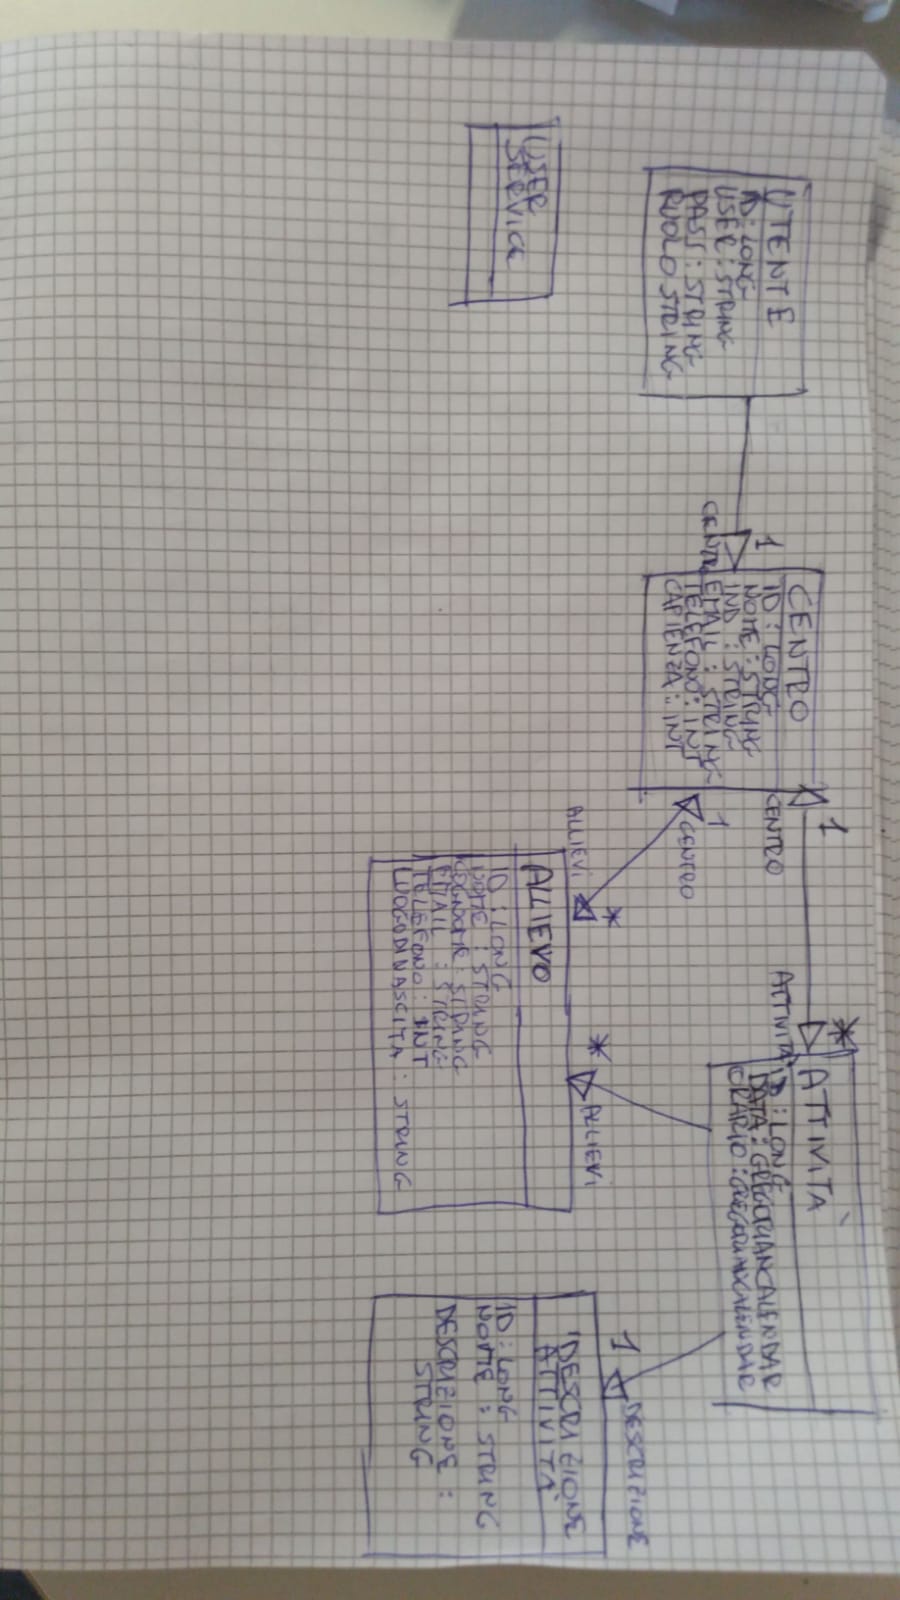 UTENTE
ID : LONG
USER : STRING
PASS : STRING
RUOLO STRING
USER
SERVICE
1
CENTRO
CENTRO
ID : LONG
NOME : STRING
IND : STRING
EMAIL : STRING
TELEFONO : INT
CAPIENZA : INT
1
CENTRO
1
CENTRO
ALLIEVI
*
ALLIEVO
ID : LONG
NOME : STRING
COGNOME : STRING
EMAIL : STRING
TELEFONO : INT
LUOGODINASCITA : STRING
*
ALLIEVI
*
ATTIVITÀ
ATTIVITÀ
ID : LONG
DATA : GREGORIANCALENDAR
ORARIO : GREGORIANCALENDAR
1
DESCRIZIONE
DESCRIZIONE
ATTIVITÀ
ID : LONG
NOME : STRING
DESCRIZIONE :
STRING